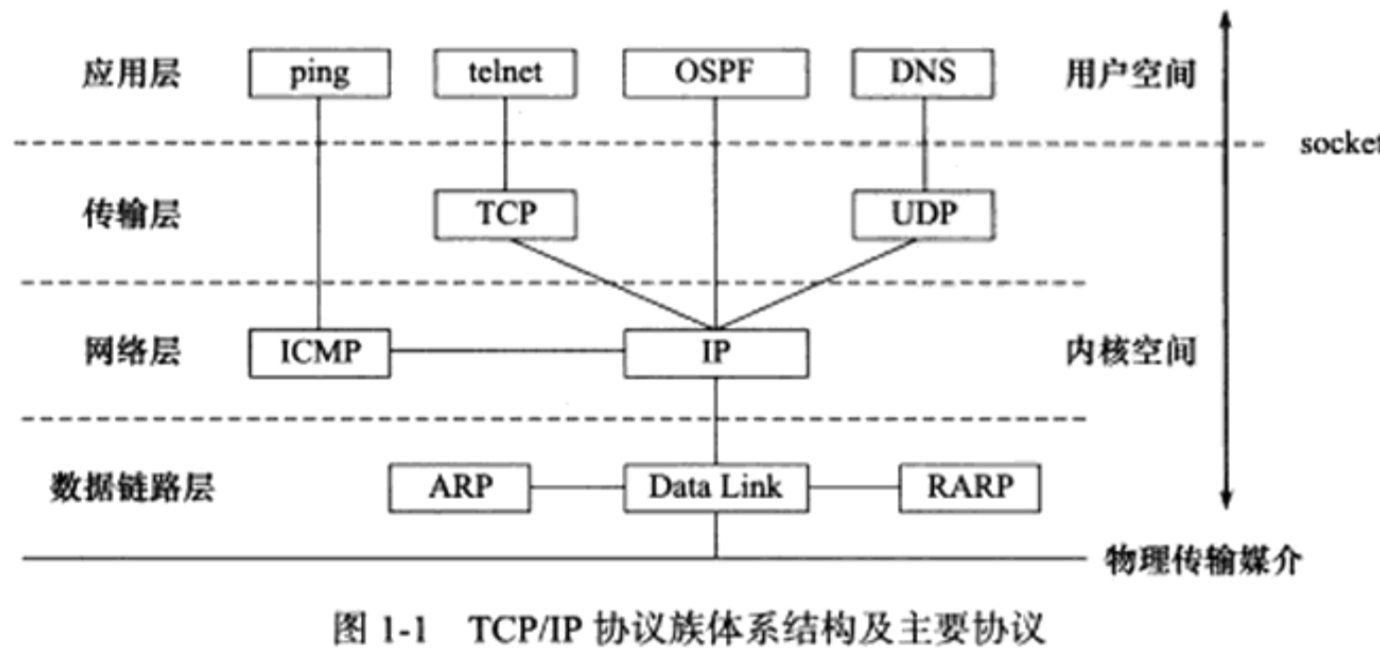 应用层 ping telnet OSPF DNS 用户空间
socket
传输层 TCP UDP
网络层 ICMP IP 内核空间
数据链路层 ARP Data Link RARP
物理传输媒介
图 1-1 TCP/IP 协议族体系结构及主要协议